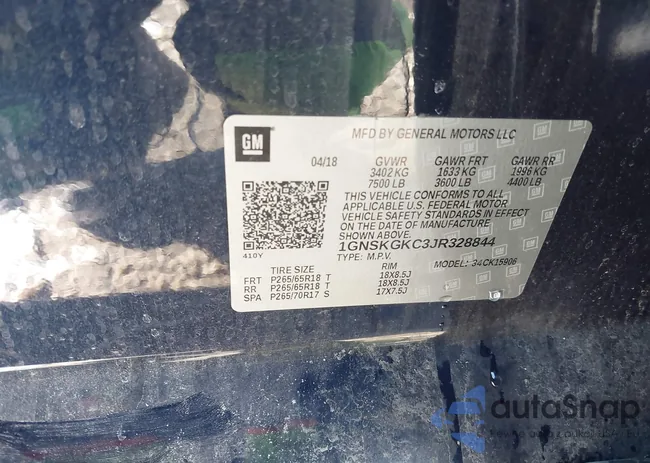 GM
MFD BY GENERAL MOTORS LLC
04/18 GVWR GAWR FRT GAWR RR
3402 KG 1633 KG 1996 KG
7500 LB 3600 LB 4400 LB
THIS VEHICLE CONFORMS TO ALL
APPLICABLE U.S. FEDERAL MOTOR
VEHICLE SAFETY STANDARDS IN EFFECT
ON THE DATE OF MANUFACTURE
SHOWN ABOVE.
1GNSKGKC3JR328844
410Y
TYPE: M.P.V. MODEL: 34CK15906
TIRE SIZE RIM
FRT P265/65R18 T 18X8.5J
RR P265/65R18 T 18X8.5J
SPA P265/70R17 S 17X7.5J
autaSnap